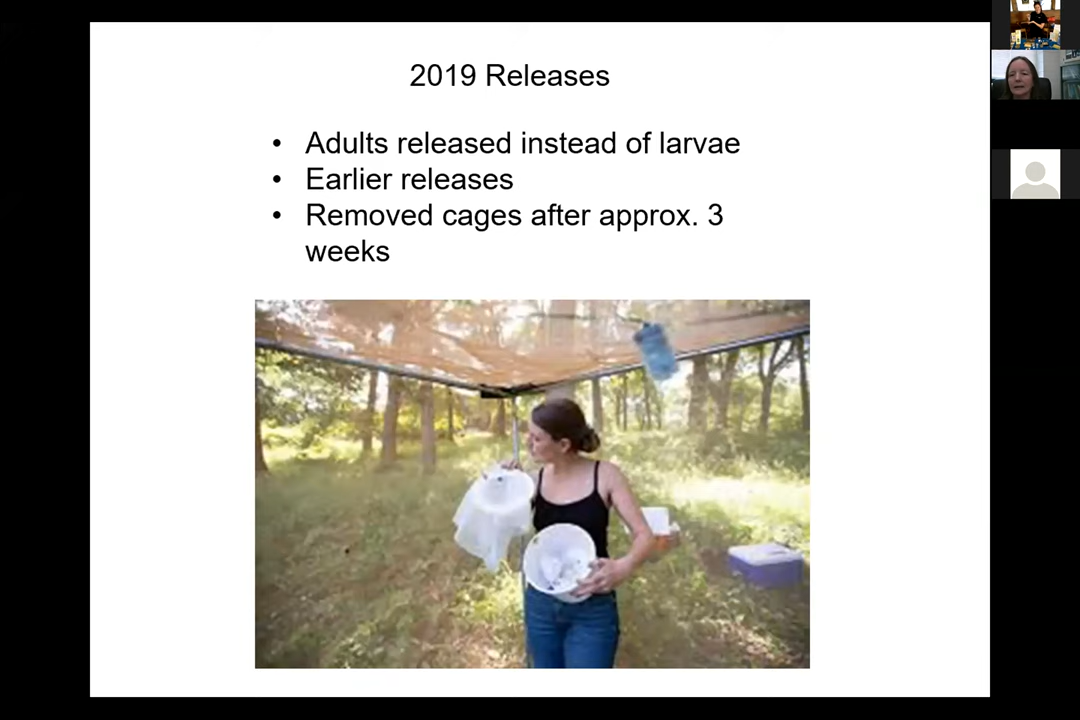 2019 Releases
• Adults released instead of larvae
• Earlier releases
• Removed cages after approx. 3
weeks